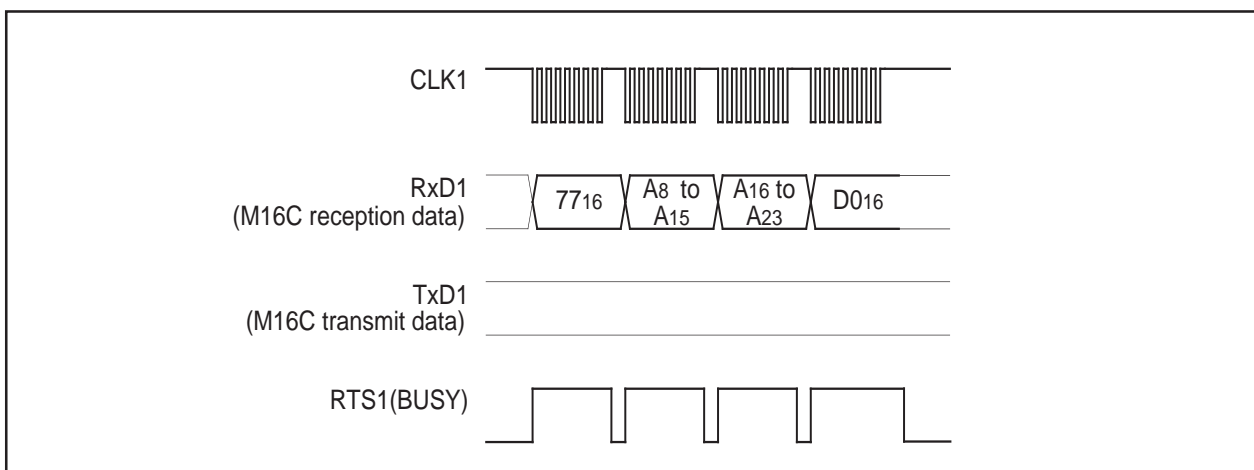 CLK1
RxD1
(M16C reception data)
7716
A8 to
A15
A16 to
A23
D016
TxD1
(M16C transmit data)
RTS1(BUSY)